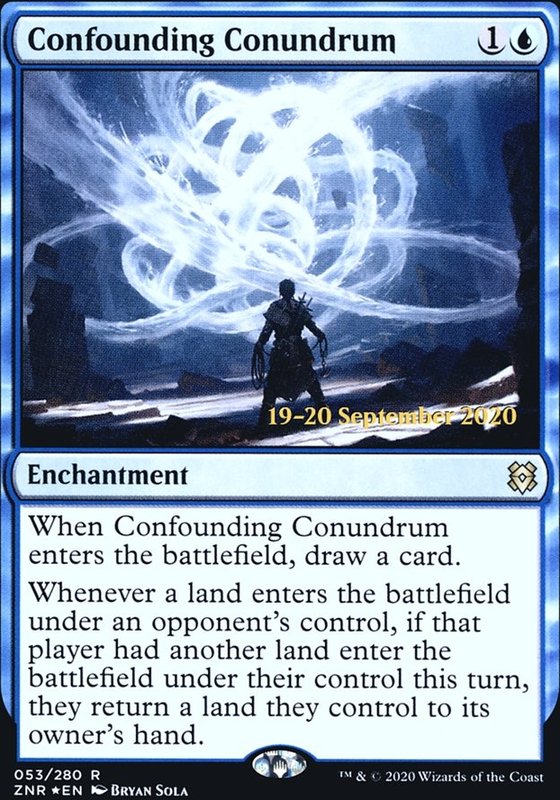 Confounding Conundrum 1
19-20 September 2020
Enchantment
When Confounding Conundrum
enters the battlefield, draw a card.
Whenever a land enters the battlefield
under an opponent's control, if that
player had another land enter the
battlefield under their control this turn,
they return a land they control to its
owner's hand.
053/280 R
ZNR ★ EN Bryan Sola
™ & © 2020 Wizards of the Coast